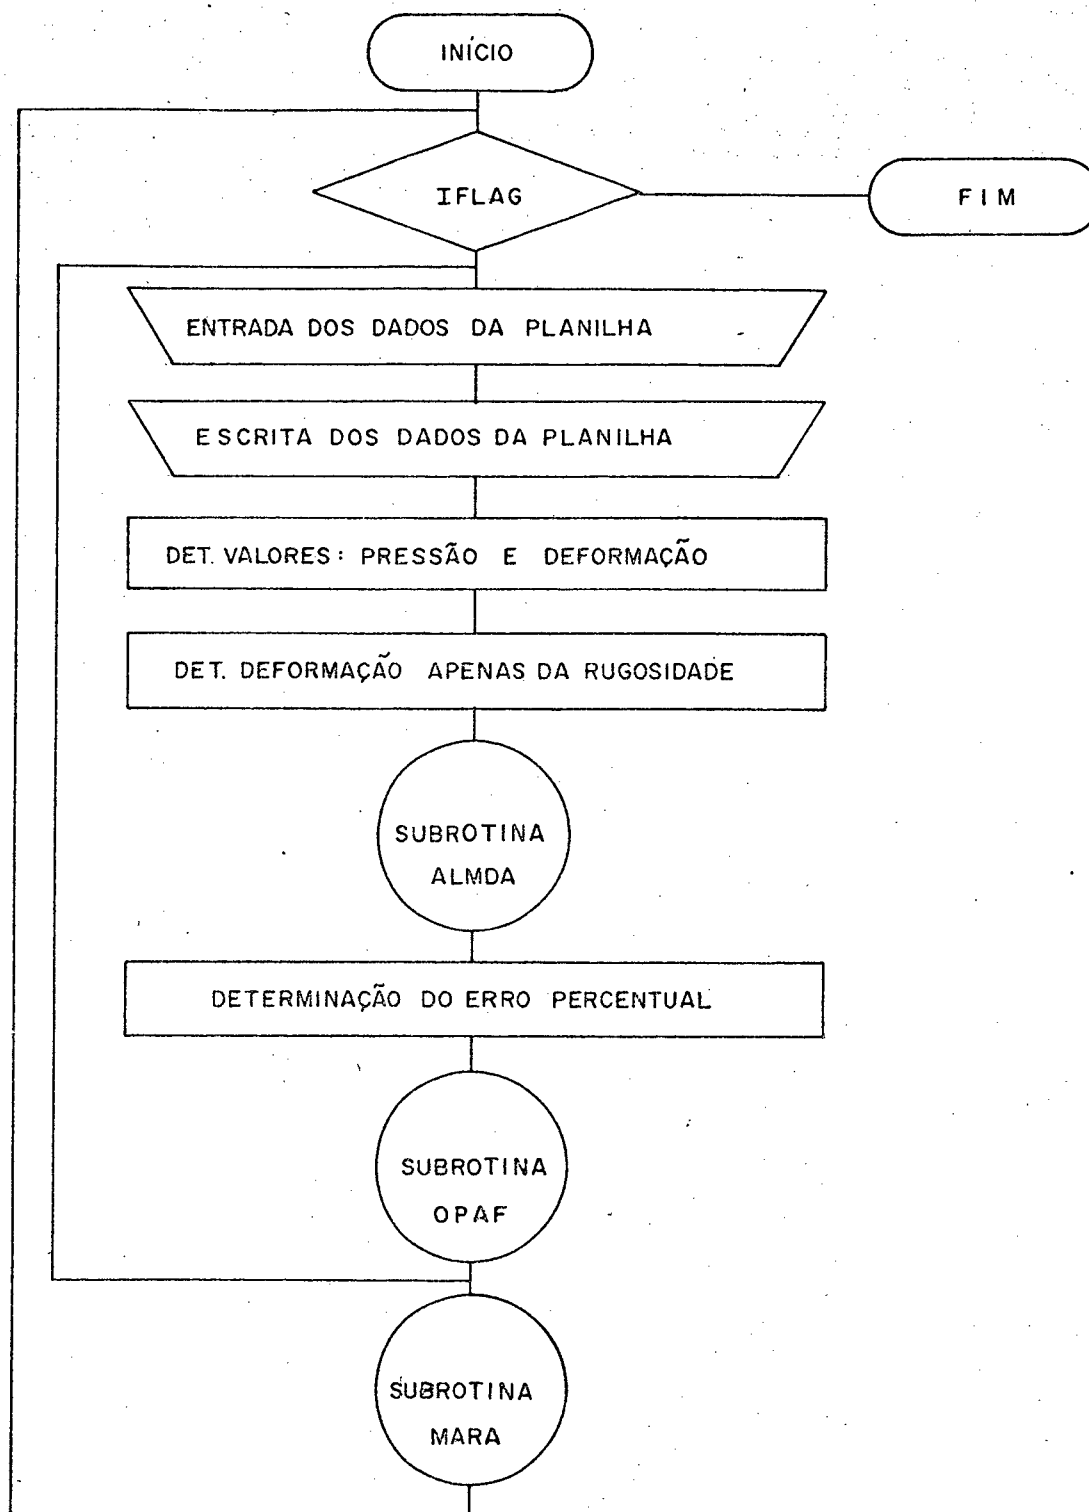 INÍCIO
IFLAG
FIM
ENTRADA DOS DADOS DA PLANILHA
ESCRITA DOS DADOS DA PLANILHA
DET. VALORES: PRESSÃO E DEFORMAÇÃO
DET. DEFORMAÇÃO APENAS DA RUGOSIDADE
SUBROTINA
ALMDA
DETERMINAÇÃO DO ERRO PERCENTUAL
SUBROTINA
OPAF
SUBROTINA
MARA